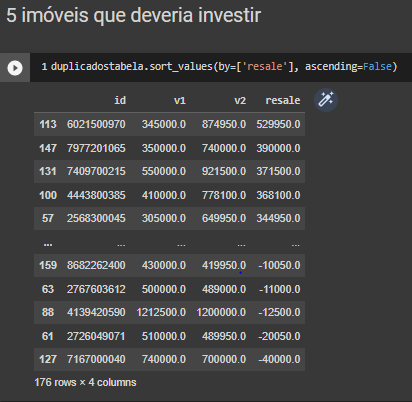 5 imóveis que deveria investir
1 duplicadostabela.sort_values(by=['resale'], ascending=False)
id v1 v2 resale
113 6021500970 345000.0 874950.0 529950.0
147 7977201065 350000.0 740000.0 390000.0
131 7409700215 550000.0 921500.0 371500.0
100 4443800385 410000.0 778100.0 368100.0
57 2568300045 305000.0 649950.0 344950.0
... ... ... ... ...
159 8682262400 430000.0 419950.0 -10050.0
63 2767603612 500000.0 489000.0 -11000.0
88 4139420590 1212500.0 1200000.0 -12500.0
61 2726049071 510000.0 489950.0 -20050.0
127 7167000040 740000.0 700000.0 -40000.0
176 rows × 4 columns